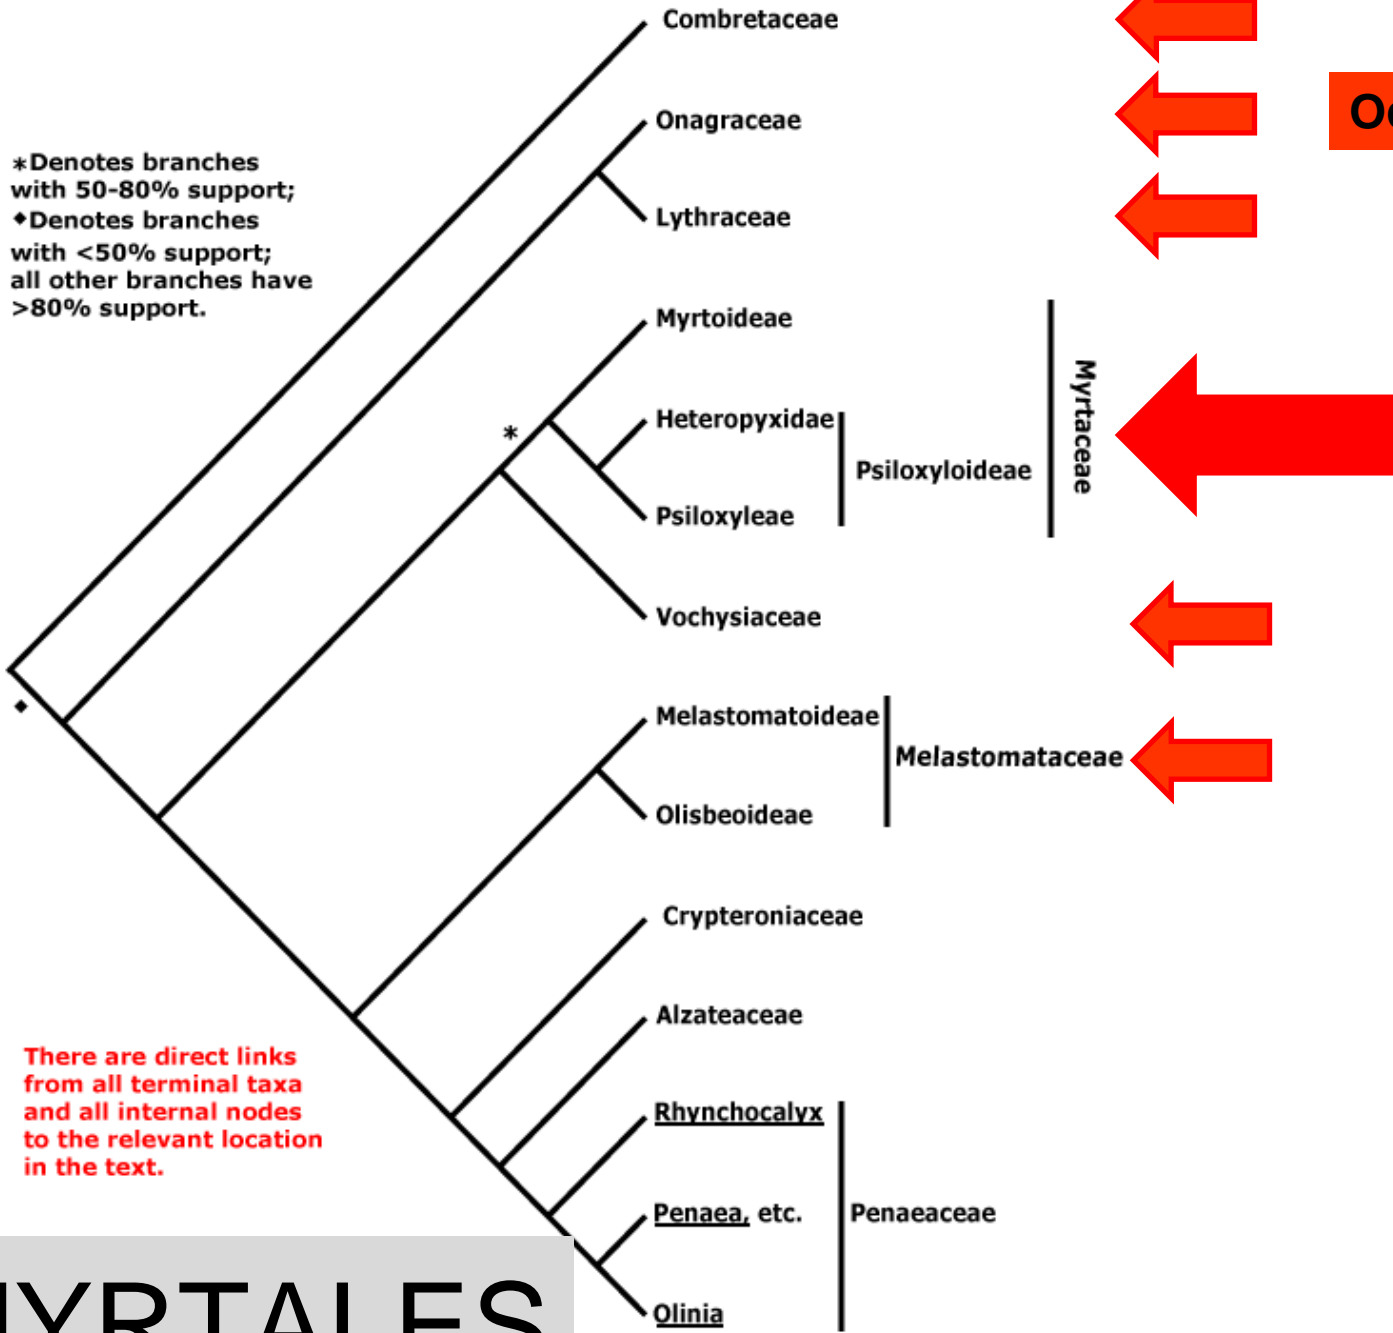 Combretaceae
Onagraceae
*Denotes branches
with 50-80% support;
◆Denotes branches
with <50% support;
all other branches have
>80% support.
Lythraceae
Myrtoideae
Heteropyxidae
Psiloxyloideae
Myrtaceae
*
Psiloxyleae
Vochysiaceae
◆
Melastomatoideae
Melastomataceae
Olisbeoideae
Crypteroniaceae
Alzateaceae
There are direct links
from all terminal taxa
and all internal nodes
to the relevant location
in the text.
Rhynchocalyx
Penaea, etc.
Penaeaceae
Olinia
YRTALES